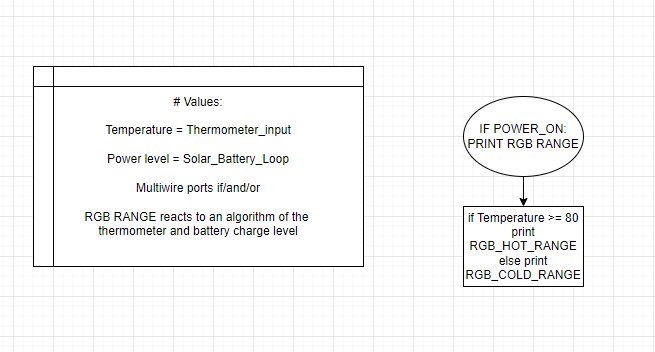 # Values:
Temperature = Thermometer_input
Power level = Solar_Battery_Loop
Multiwire ports if/and/or
RGB RANGE reacts to an algorithm of the
thermometer and battery charge level
IF POWER_ON:
PRINT RGB RANGE
if Temperature >= 80
print
RGB_HOT_RANGE
else print
RGB_COLD_RANGE